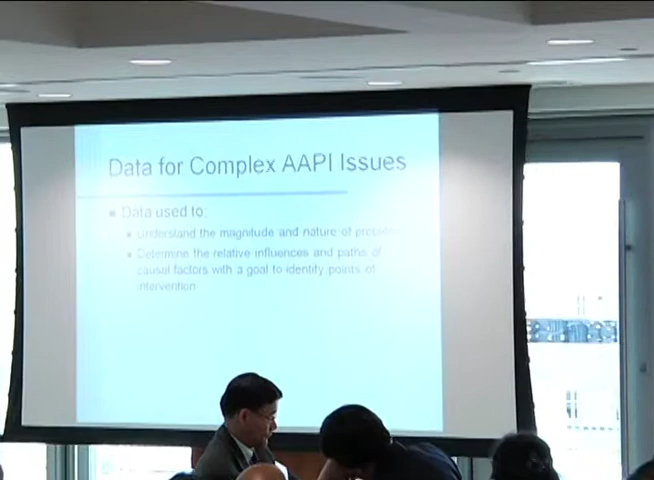 Data for Complex AAPI Issues
Data used to:
Understand the magnitude and nature of problem
Determine the relative influences and paths of
causal factors with a goal to identify points of
intervention